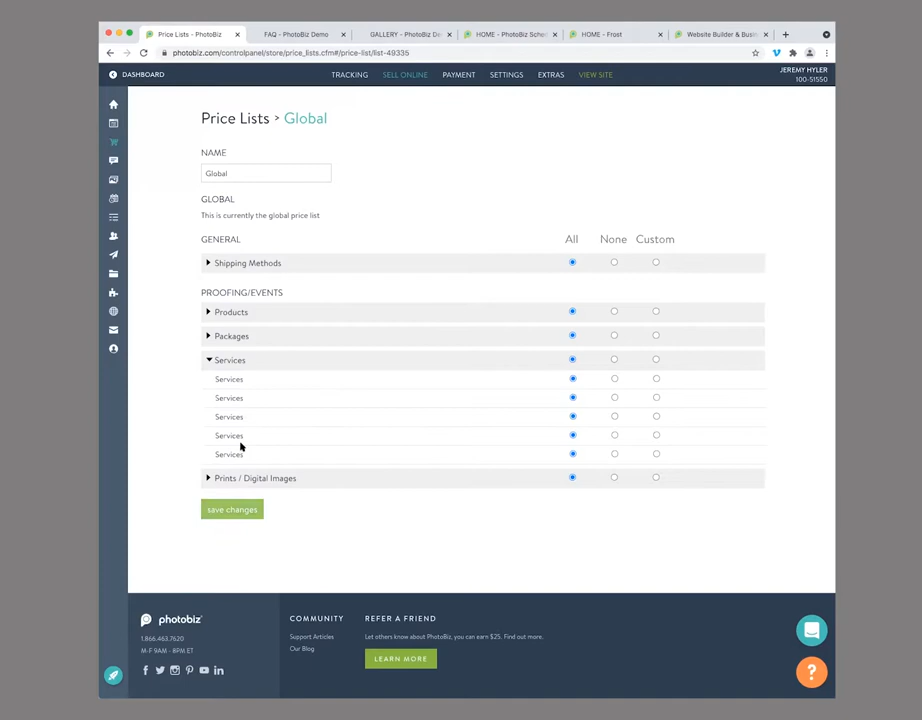 Price Lists - PhotoBiz
FAQ - PhotoBiz Demo
GALLERY - PhotoBiz De
HOME - PhotoBiz Schoo
HOME - Frost
Website Builder & Busin
photobiz.com/controlpanel/store/price_lists.cfm#/price-list/list-49335
DASHBOARD
TRACKING SELL ONLINE PAYMENT SETTINGS EXTRAS VIEW SITE
JEREMY HYLER
100-51550
Price Lists > Global
NAME
Global
GLOBAL
This is currently the global price list
GENERAL All None Custom
Shipping Methods
PROOFING/EVENTS
Products
Packages
Services
Services
Services
Services
Services
Services
Prints / Digital Images
save changes
photobiz
1.866.463.7620
M-F 9AM - 8PM ET
COMMUNITY
Support Articles
Our Blog
REFER A FRIEND
Let others know about PhotoBiz, you can earn $25. Find out more.
LEARN MORE
?